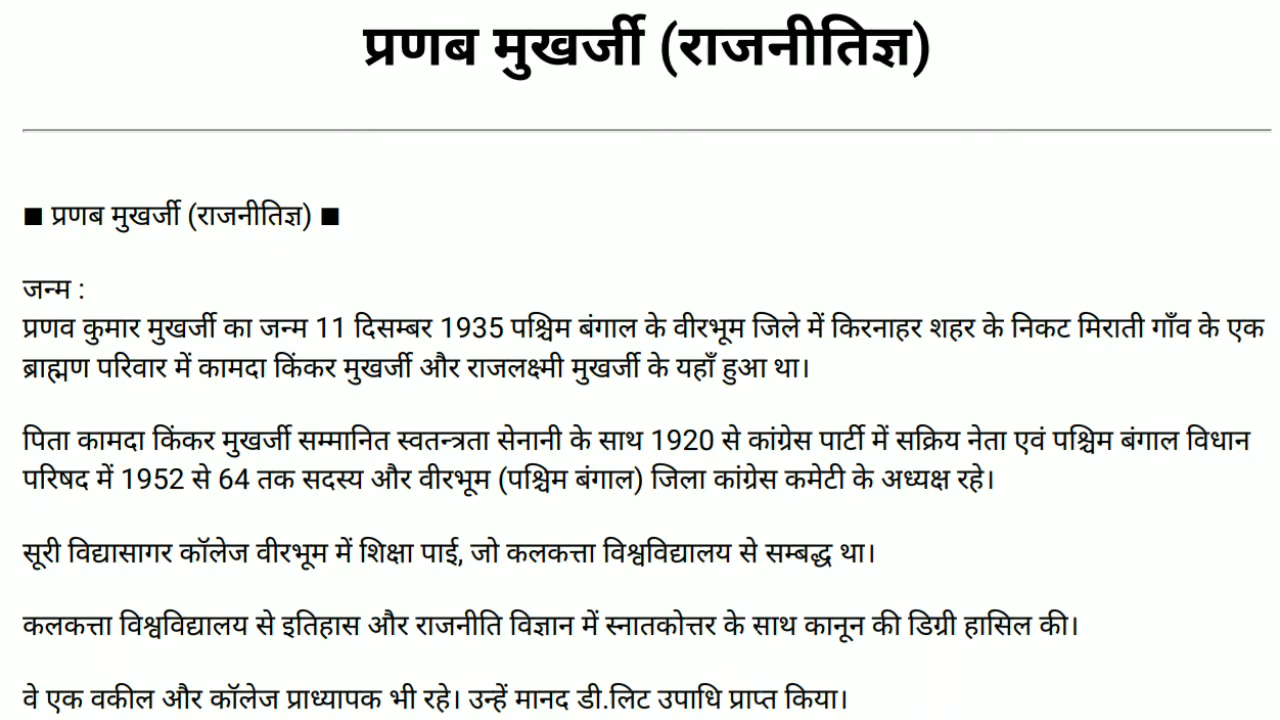 प्रणब मुखर्जी (राजनीतिज्ञ)
■ प्रणब मुखर्जी (राजनीतिज्ञ) ■
जन्म :
प्रणव कुमार मुखर्जी का जन्म 11 दिसम्बर 1935 पश्चिम बंगाल के वीरभूम जिले में किरनाहर शहर के निकट मिराती गाँव के एक
ब्राह्मण परिवार में कामदा किंकर मुखर्जी और राजलक्ष्मी मुखर्जी के यहाँ हुआ था।
पिता कामदा किंकर मुखर्जी सम्मानित स्वतन्त्रता सेनानी के साथ 1920 से कांग्रेस पार्टी में सक्रिय नेता एवं पश्चिम बंगाल विधान
परिषद में 1952 से 64 तक सदस्य और वीरभूम (पश्चिम बंगाल) जिला कांग्रेस कमेटी के अध्यक्ष रहे।
सूरी विद्यासागर कॉलेज वीरभूम में शिक्षा पाई, जो कलकत्ता विश्वविद्यालय से सम्बद्ध था।
कलकत्ता विश्वविद्यालय से इतिहास और राजनीति विज्ञान में स्नातकोत्तर के साथ कानून की डिग्री हासिल की।
वे एक वकील और कॉलेज प्राध्यापक भी रहे। उन्हें मानद डी.लिट उपाधि प्राप्त किया।